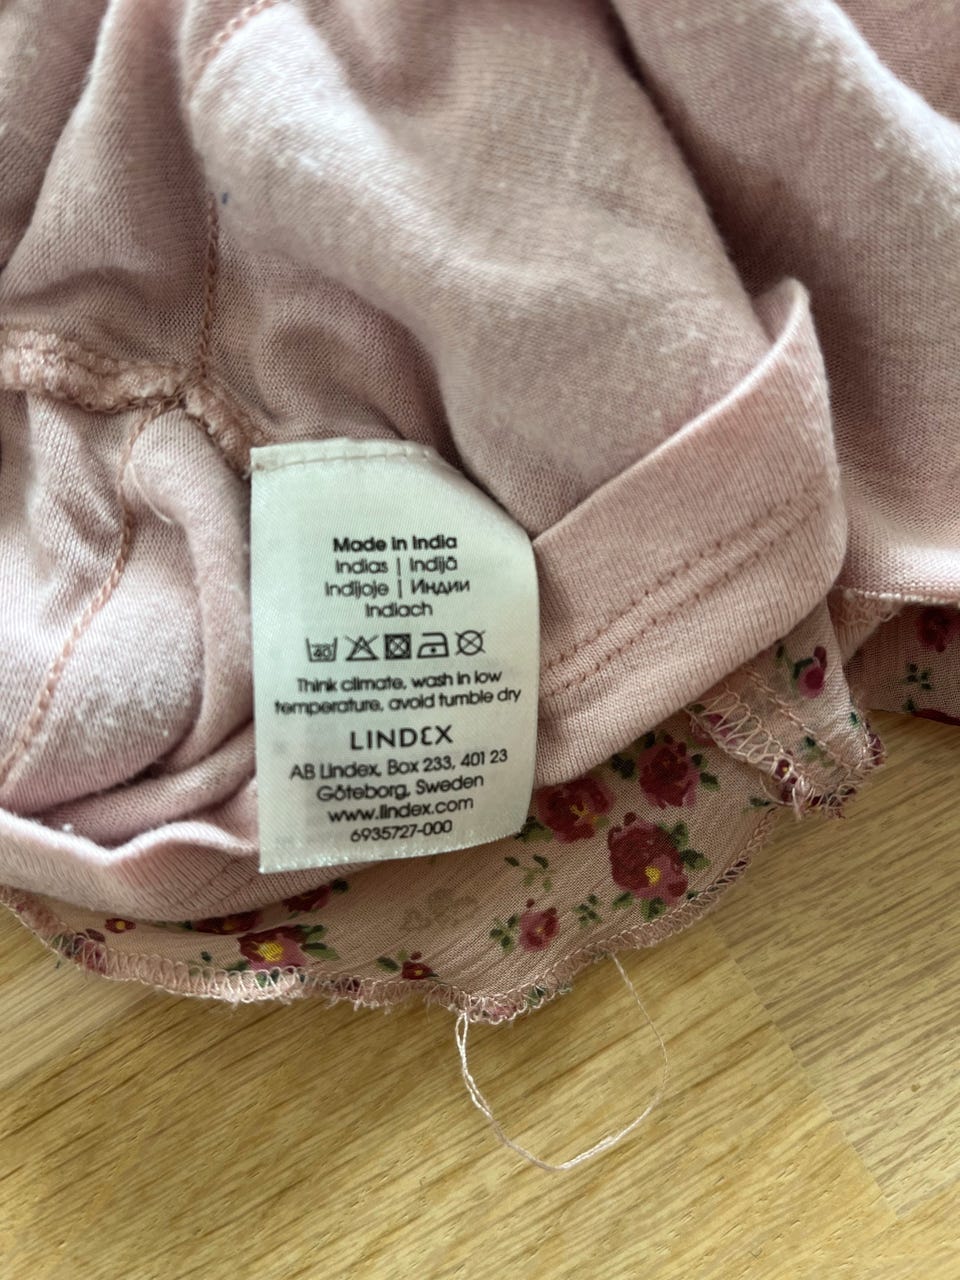 Made in India
Indias | Indijā
Indijoje | Индии
Indiach
40
Think climate, wash in low
temperature, avoid tumble dry
LINDEX
AB Lindex, Box 233, 401 23
Göteborg, Sweden
www.lindex.com
6935727-000